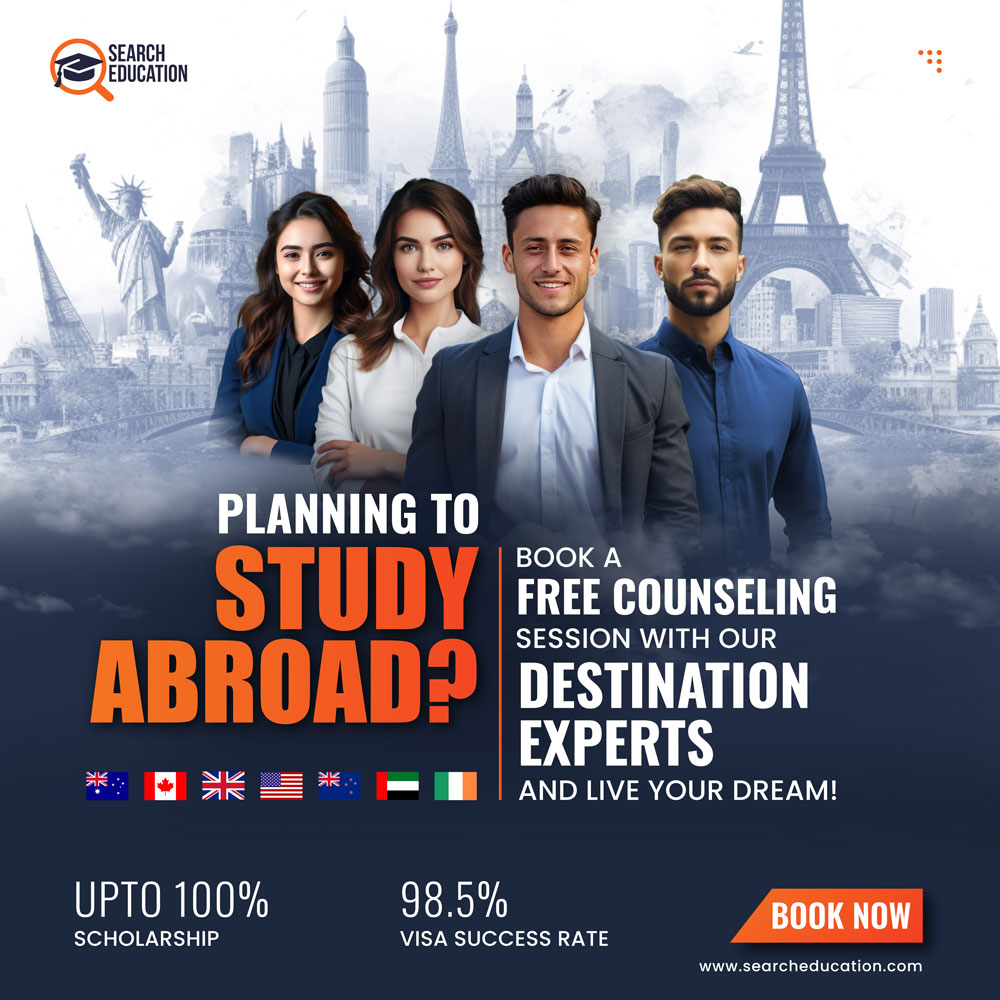 SEARCH
EDUCATION
PLANNING TO
STUDY
ABROAD?
BOOK A
FREE COUNSELING
SESSION WITH OUR
DESTINATION
EXPERTS
AND LIVE YOUR DREAM!
UPTO 100%
SCHOLARSHIP
98.5%
VISA SUCCESS RATE
BOOK NOW
www.searcheducation.com